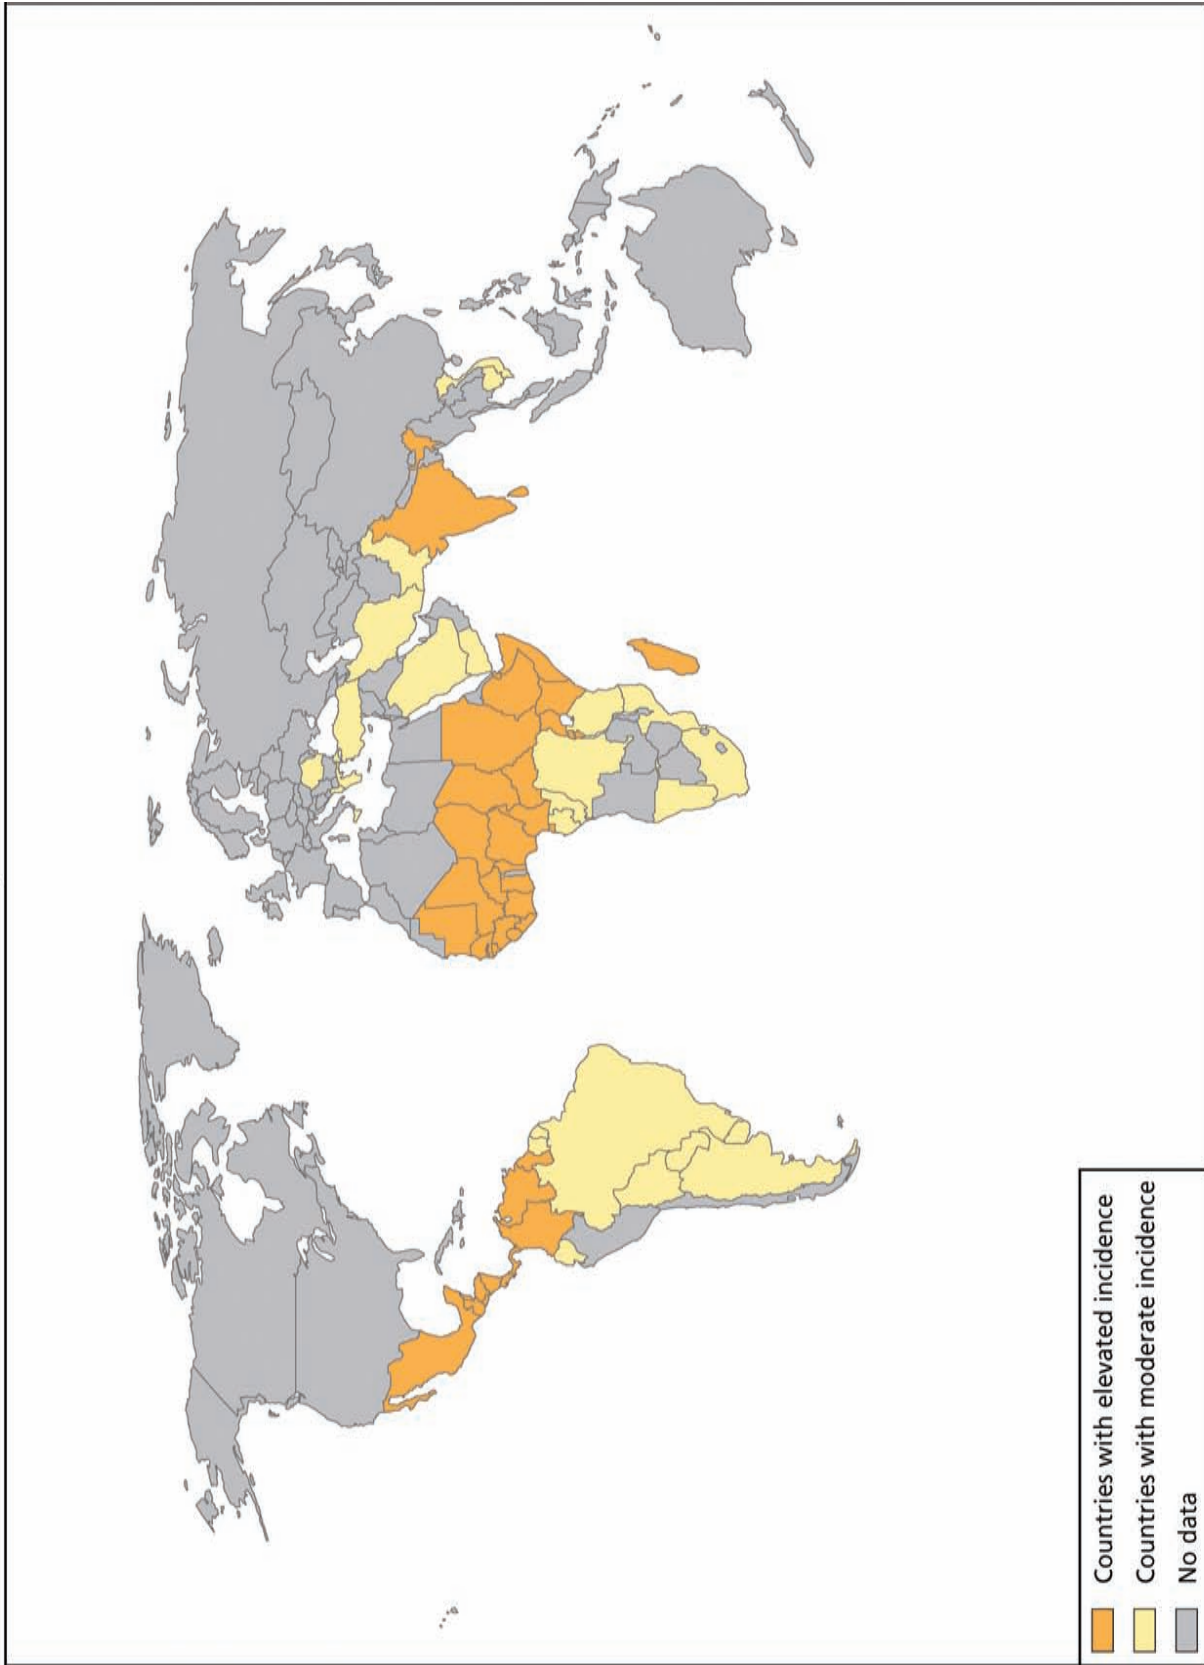 Countries with elevated incidence
Countries with moderate incidence
No data